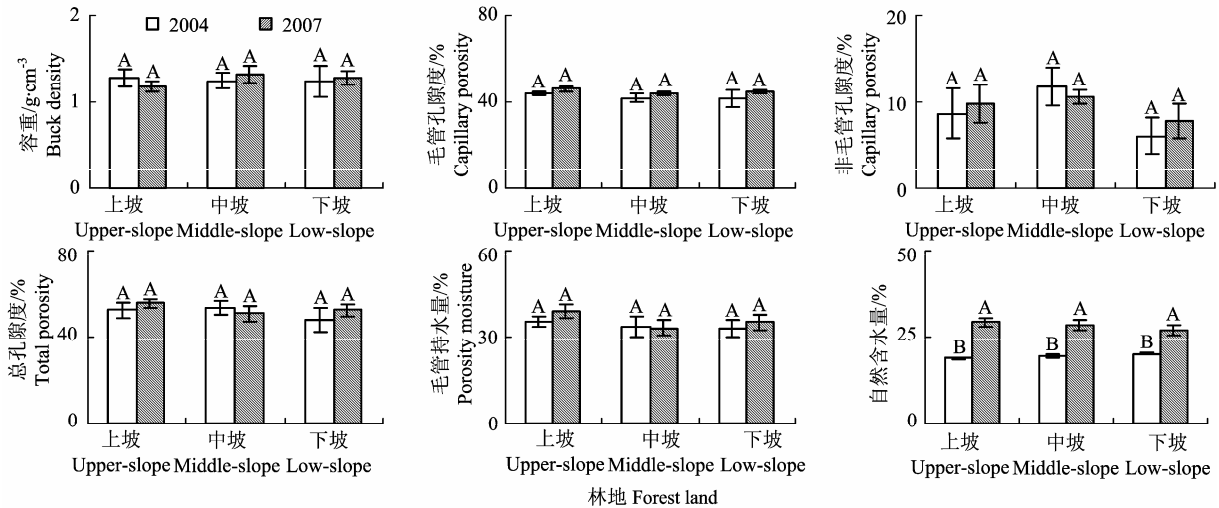 容重/g·cm-3
Buck density
2
1
0
2004
2007
A A A A A A
上坡 中坡 下坡
Upper-slope Middle-slope Low-slope
毛管孔隙度/%
Capillary porosity
80
40
0
A A A A A A
上坡 中坡 下坡
Upper-slope Middle-slope Low-slope
非毛管孔隙度/%
Capillary porosity
20
10
0
A A A A A A
上坡 中坡 下坡
Upper-slope Middle-slope Low-slope
总孔隙度/%
Total porosity
80
40
0
A A A A A A
上坡 中坡 下坡
Upper-slope Middle-slope Low-slope
毛管持水量/%
Porosity moisture
60
30
0
A A A A A A
上坡 中坡 下坡
Upper-slope Middle-slope Low-slope
自然含水量/%
50
25
0
B A B A B A
上坡 中坡 下坡
Upper-slope Middle-slope Low-slope
林地 Forest land